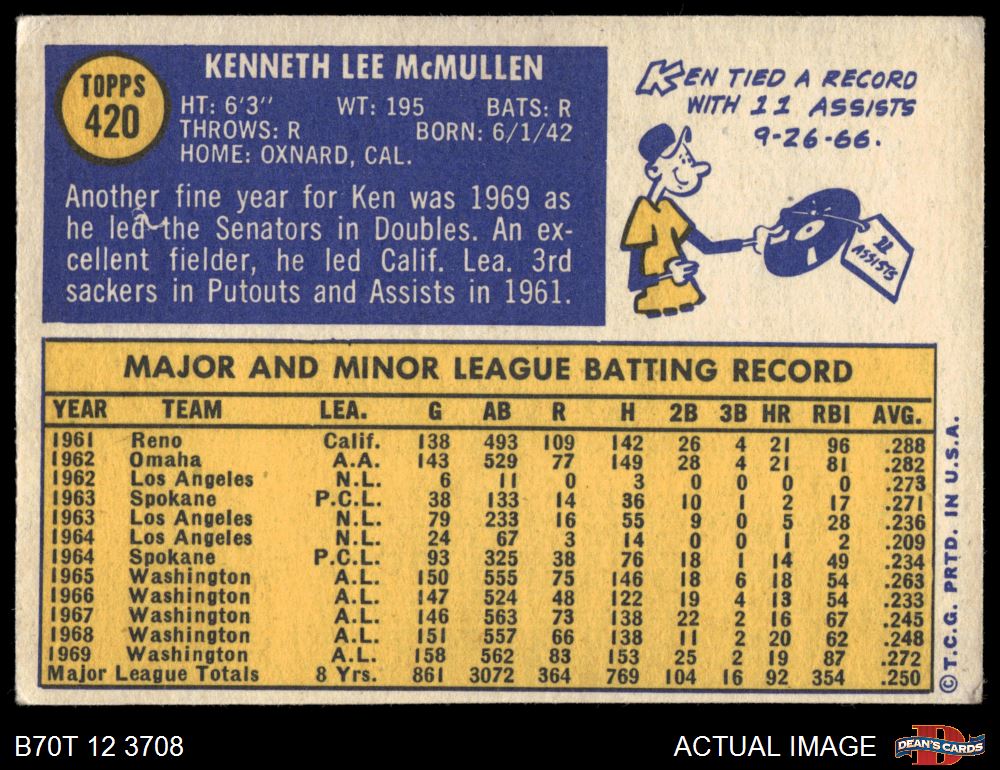 TOPPS
420
KENNETH LEE McMULLEN
HT: 6'3" WT: 195 BATS: R
THROWS: R BORN: 6/1/42
HOME: OXNARD, CAL.
Another fine year for Ken was 1969 as
he led the Senators in Doubles. An ex-
cellent fielder, he led Calif. Lea. 3rd
sackers in Putouts and Assists in 1961.
KEN TIED A RECORD
WITH 11 ASSISTS
9-26-66.
11
ASSISTS
MAJOR AND MINOR LEAGUE BATTING RECORD
YEAR TEAM LEA. G AB R H 2B 3B HR RBI AVG.
1961 Reno Calif. 138 493 109 142 26 4 21 96 .288
1962 Omaha A.A. 143 529 77 149 28 4 21 81 .282
1962 Los Angeles N.L. 6 11 0 3 0 0 0 0 .273
1963 Spokane P.C.L. 38 133 14 36 10 1 2 17 .271
1963 Los Angeles N.L. 79 233 16 55 9 0 5 28 .236
1964 Los Angeles N.L. 24 67 3 14 0 0 1 2 .209
1964 Spokane P.C.L. 93 325 38 76 18 1 14 49 .234
1965 Washington A.L. 150 555 75 146 18 6 18 54 .263
1966 Washington A.L. 147 524 48 122 19 4 13 54 .233
1967 Washington A.L. 146 563 73 138 22 2 16 67 .245
1968 Washington A.L. 151 557 66 138 11 2 20 62 .248
1969 Washington A.L. 158 562 83 153 25 2 19 87 .272
Major League Totals 8 Yrs. 861 3072 364 769 104 16 92 354 .250
© T.C.G. PRTD. IN U.S.A.
B70T 12 3708
ACTUAL IMAGE
DEAN'S CARDS